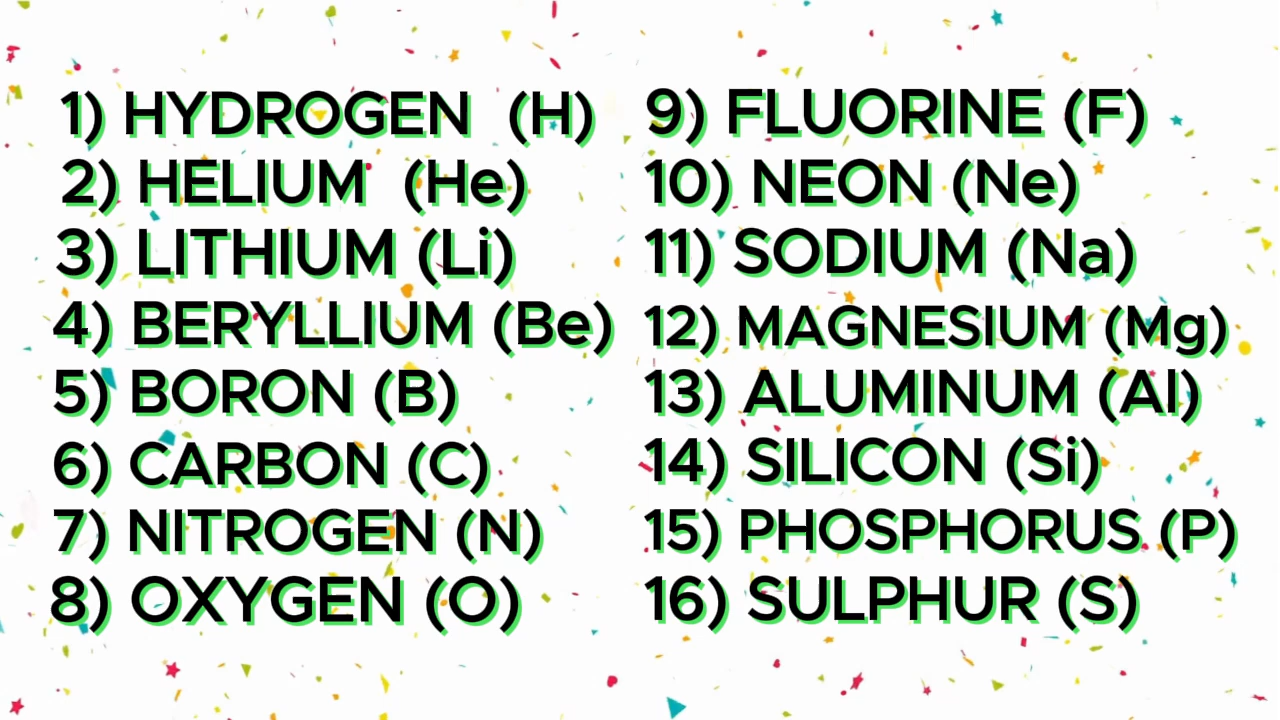 1) HYDROGEN (H)
2) HELIUM (He)
3) LITHIUM (Li)
4) BERYLLIUM (Be)
5) BORON (B)
6) CARBON (C)
7) NITROGEN (N)
8) OXYGEN (O)
9) FLUORINE (F)
10) NEON (Ne)
11) SODIUM (Na)
12) MAGNESIUM (Mg)
13) ALUMINUM (Al)
14) SILICON (Si)
15) PHOSPHORUS (P)
16) SULPHUR (S)